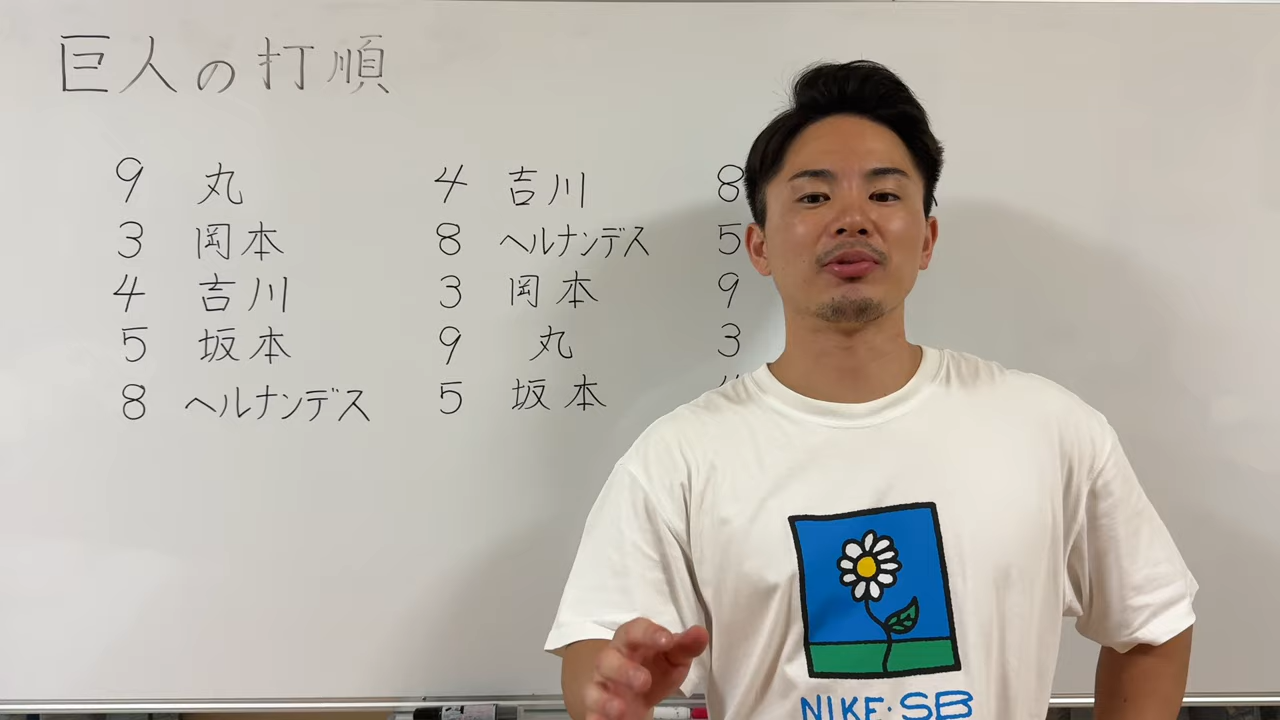 巨人の打順
9 丸 4 吉川 8
3 岡本 8 ヘルナンデス 5
4 吉川 3 岡本 9
5 坂本 9 丸 3
8 ヘルナンデス 5 坂本
NIKE·SB